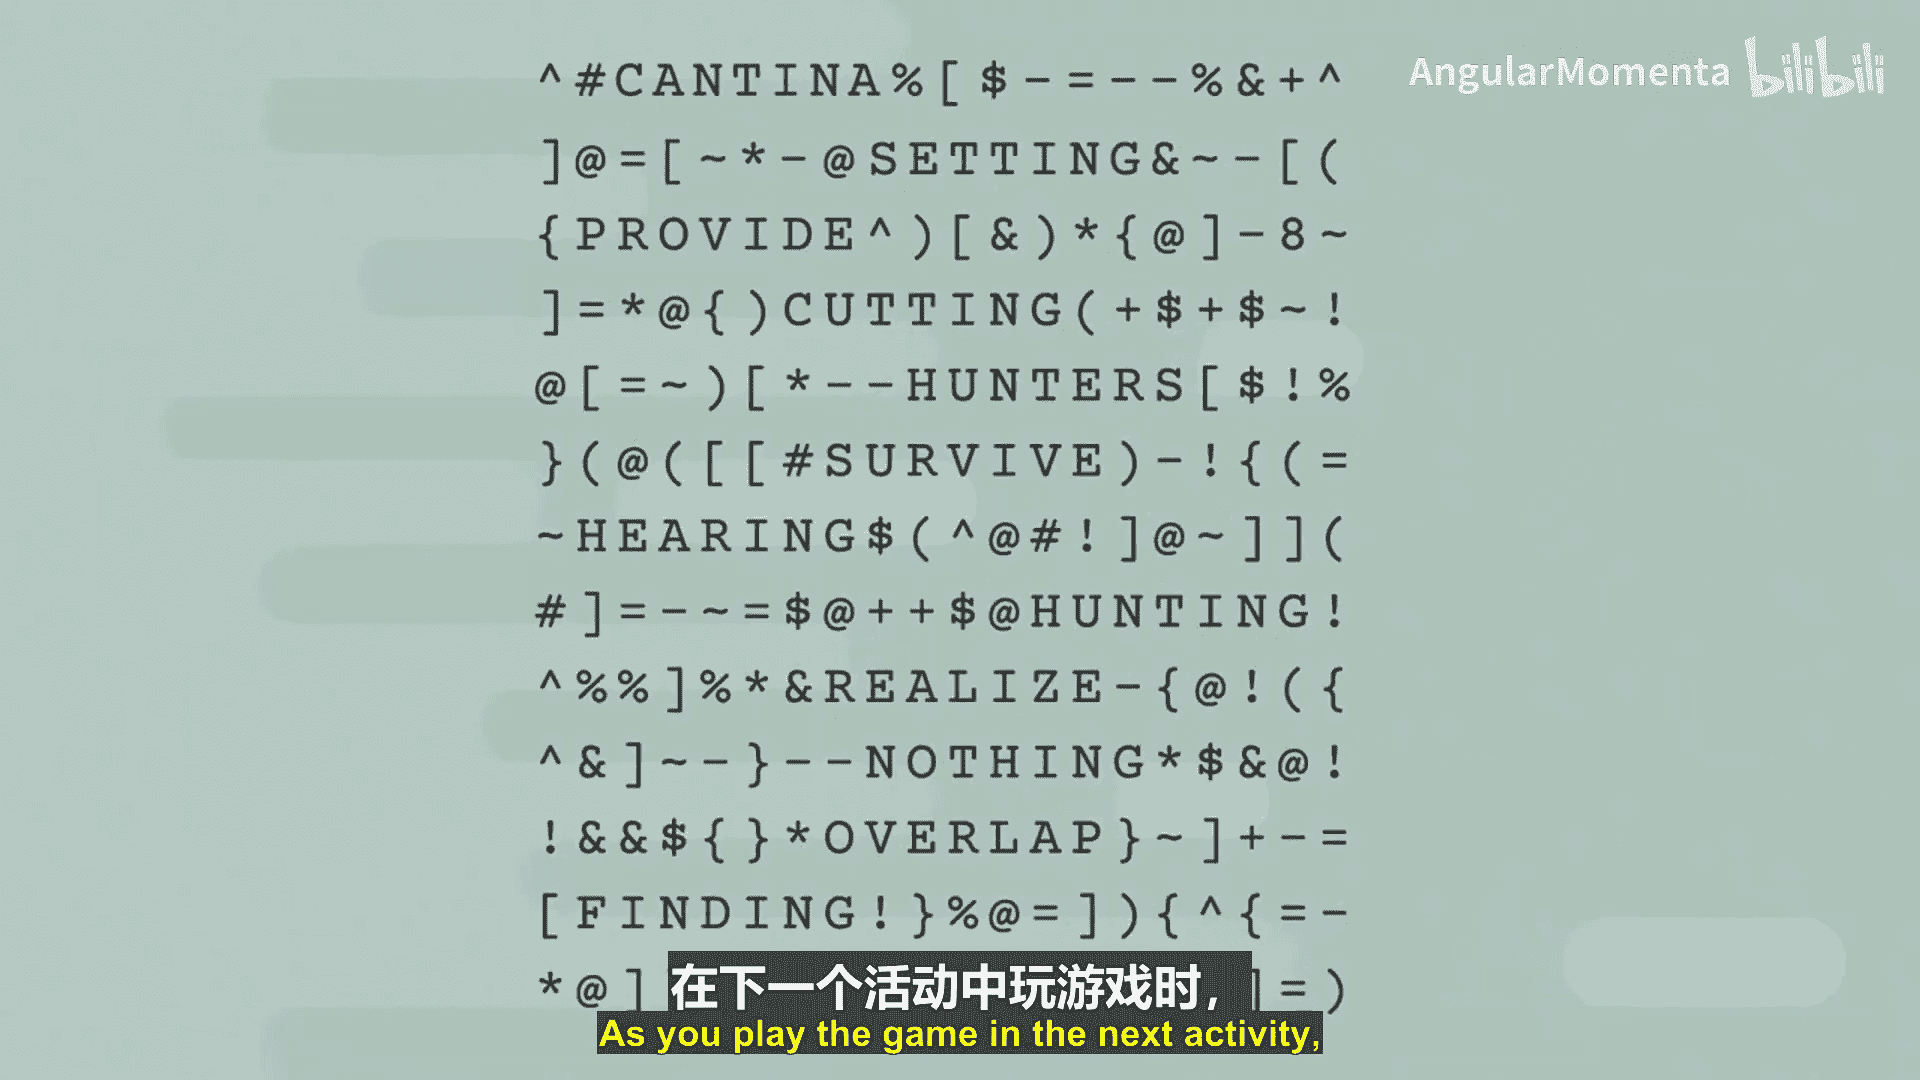 ^#CANTINA%[$-=--%&+^
AngularMomenta bilibili
]@=[~*-@SETTING&~-[(
{PROVIDE^)[&)*{@]-8~
]=*@{)CUTTING(+$+$~!
@[=~)[*--HUNTERS[$!%
}(@([[#SURVIVE)-!{(=
~HEARING$(^@#!]@~]](
#]=-~=$@++$@HUNTING!
^%%]%*&REALIZE-{@!({
^&]~-}--NOTHING*$&@!
!&&${}*OVERLAP}~]+-=
[FINDING!}%@=]){^{=-
*@] ]=)
在下一个活动中玩游戏时，
As you play the game in the next activity,